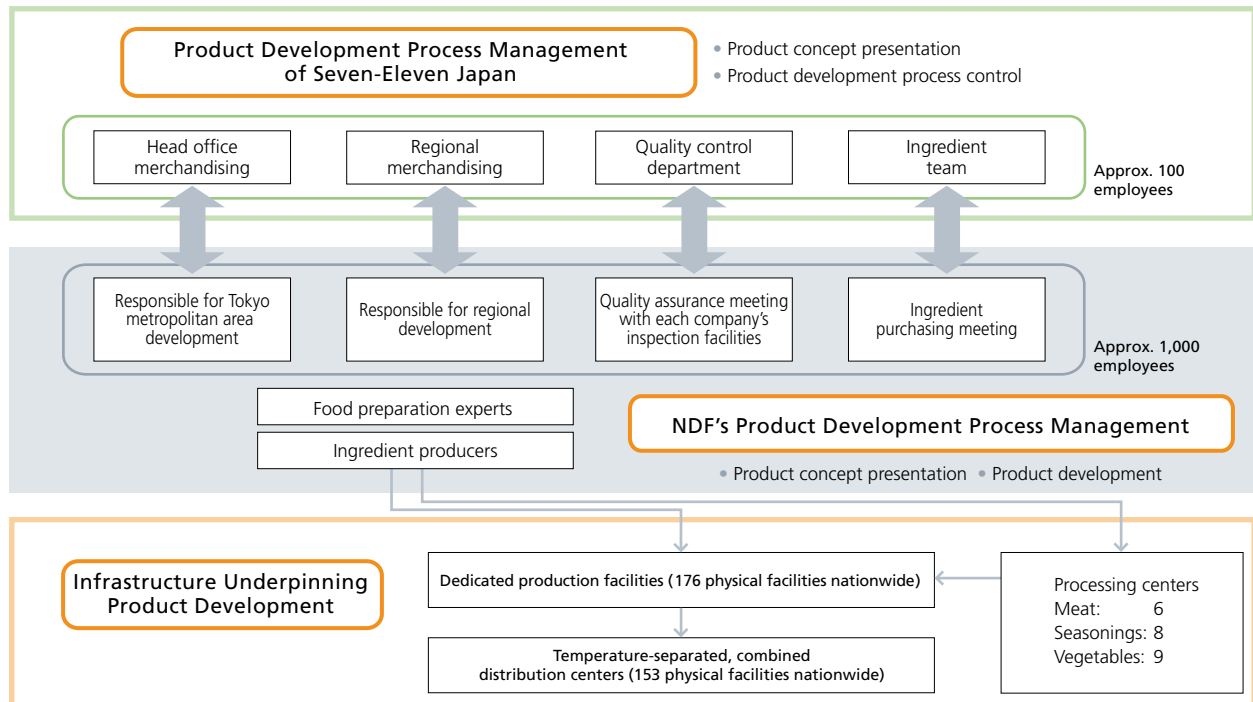 Product Development Process Management
of Seven-Eleven Japan
• Product concept presentation
• Product development process control
Head office
merchandising
Regional
merchandising
Quality control
department
Ingredient
team
Approx. 100
employees
Responsible for Tokyo
metropolitan area
development
Responsible for regional
development
Quality assurance meeting
with each company's
inspection facilities
Ingredient
purchasing meeting
Approx. 1,000
employees
Food preparation experts
Ingredient producers
NDF's Product Development Process Management
• Product concept presentation • Product development
Infrastructure Underpinning
Product Development
Dedicated production facilities (176 physical facilities nationwide)
Temperature-separated, combined
distribution centers (153 physical facilities nationwide)
Processing centers
Meat: 6
Seasonings: 8
Vegetables: 9